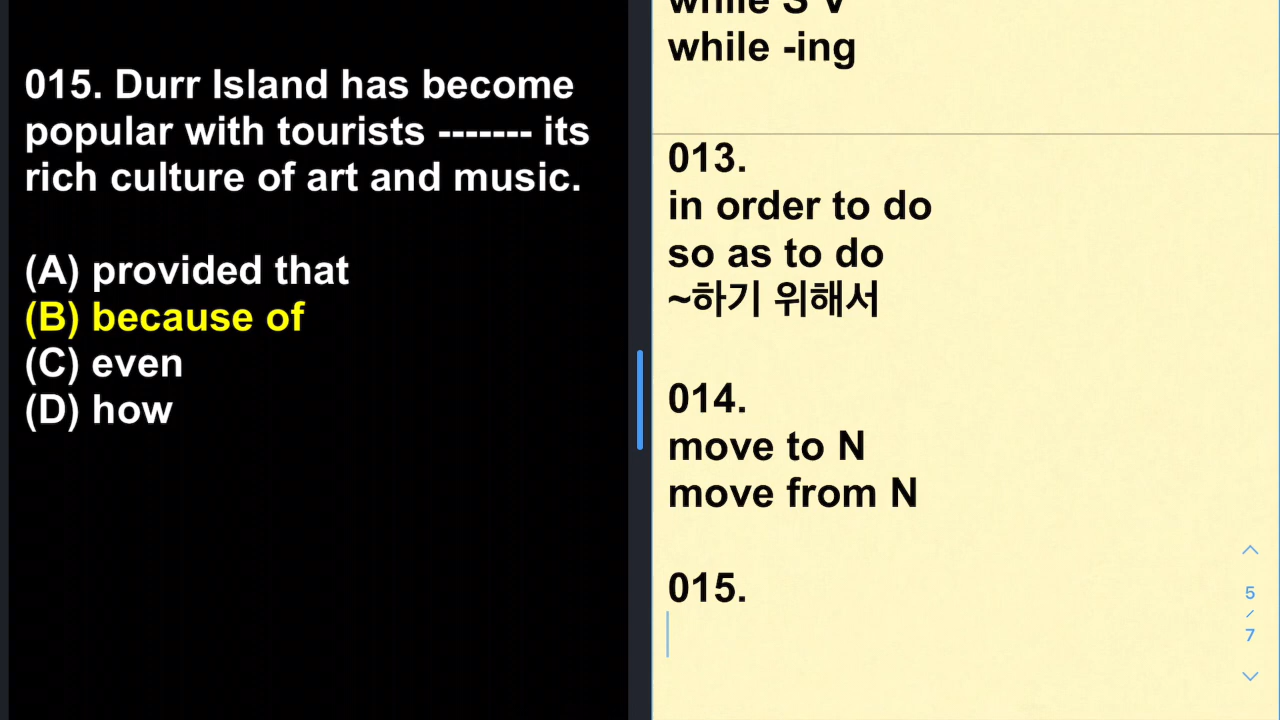 015. Durr Island has become
popular with tourists ------- its
rich culture of art and music.
(A) provided that
(B) because of
(C) even
(D) how
while S V
while -ing
013.
in order to do
so as to do
~하기 위해서
014.
move to N
move from N
015.
5
/
7